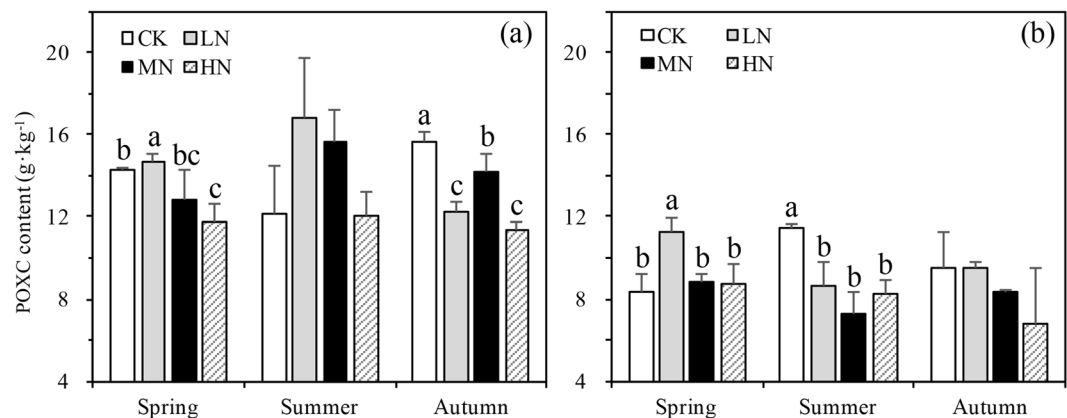 (a)
CK LN
MN HN
POXC content (g·kg⁻¹)
20
16
12
8
4
b a bc c
a c b c
Spring Summer Autumn
(b)
CK LN
MN HN
20
16
12
8
4
b a b b
a b b b
Spring Summer Autumn